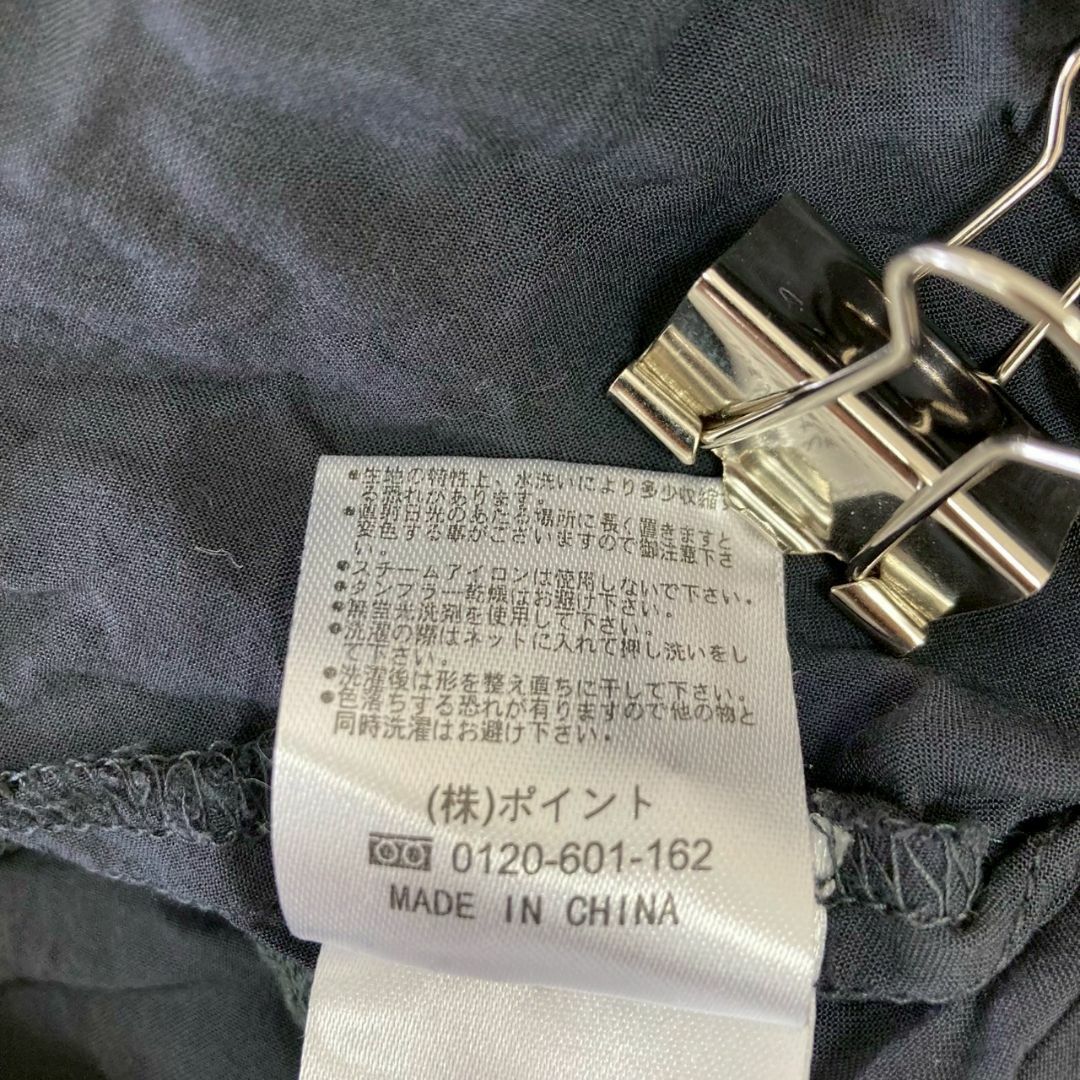 ●生地の特性上、水洗いにより多少収縮す
る恐れがあります。
●直射日光のあたる場所に長く置きますと
変色する事がございますので御注意下さ
い。
●スチームアイロンは使用しないで下さい。
●タンブラー乾燥はお避け下さい。
●無蛍光洗剤を使用して下さい。
●洗濯の際はネットに入れて押し洗いをし
て下さい。
●洗濯後は形を整え直ちに干して下さい。
●色落ちする恐れが有りますので他の物と
同時洗濯はお避け下さい。
(株)ポイント
0120-601-162
MADE IN CHINA